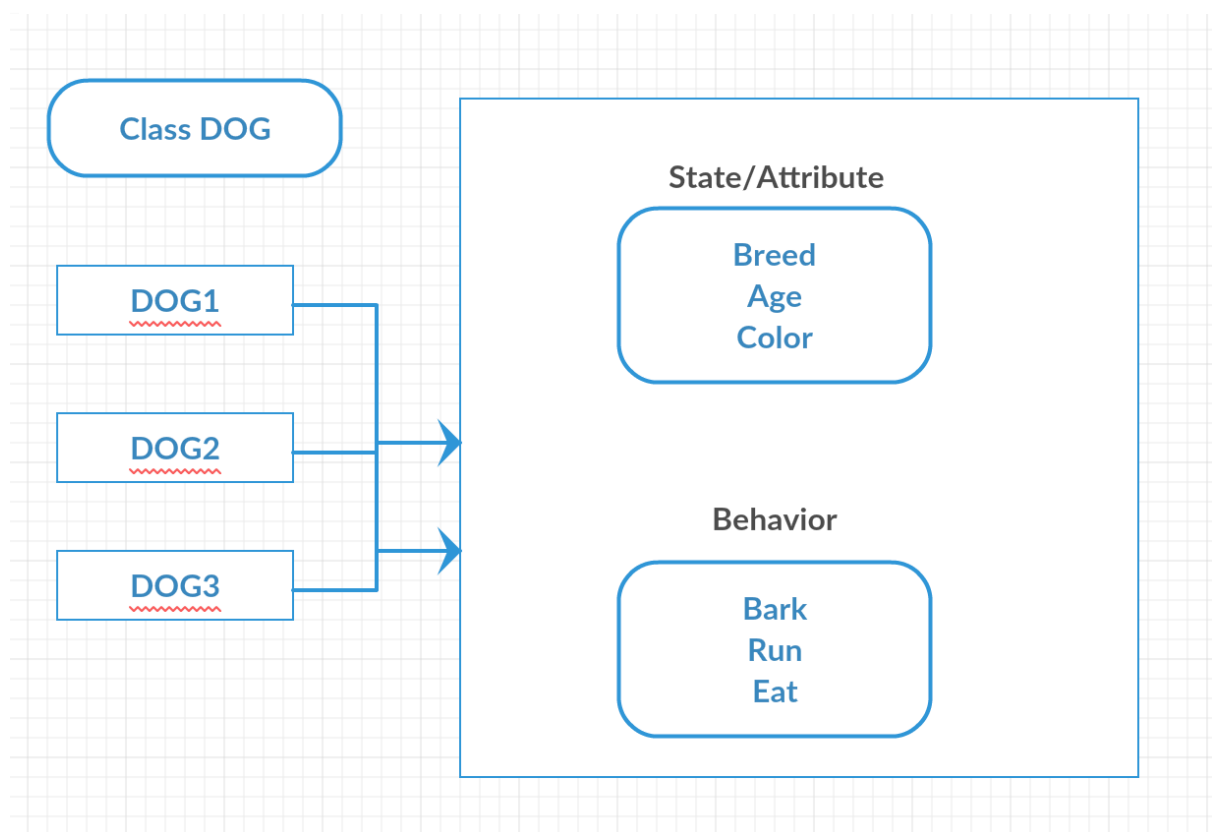 Class DOG
DOG1
DOG2
DOG3
State/Attribute
Breed
Age
Color
Behavior
Bark
Run
Eat